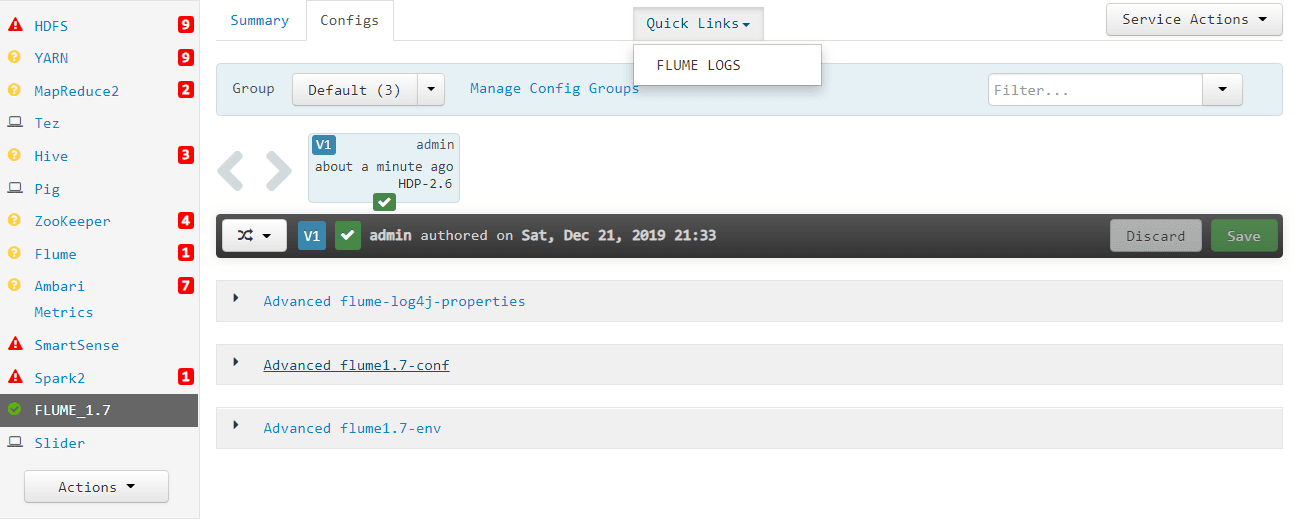 HDFS 9
YARN 9
MapReduce2 2
Tez
Hive 3
Pig
ZooKeeper 4
Flume 1
Ambari 7
Metrics
SmartSense
Spark2 1
FLUME_1.7
Slider
Actions
Summary Configs Quick Links Service Actions
FLUME LOGS
Group Default (3) Manage Config Groups Filter...
V1 admin
about a minute ago
HDP-2.6
V1 admin authored on Sat, Dec 21, 2019 21:33 Discard Save
Advanced flume-log4j-properties
Advanced flume1.7-conf
Advanced flume1.7-env